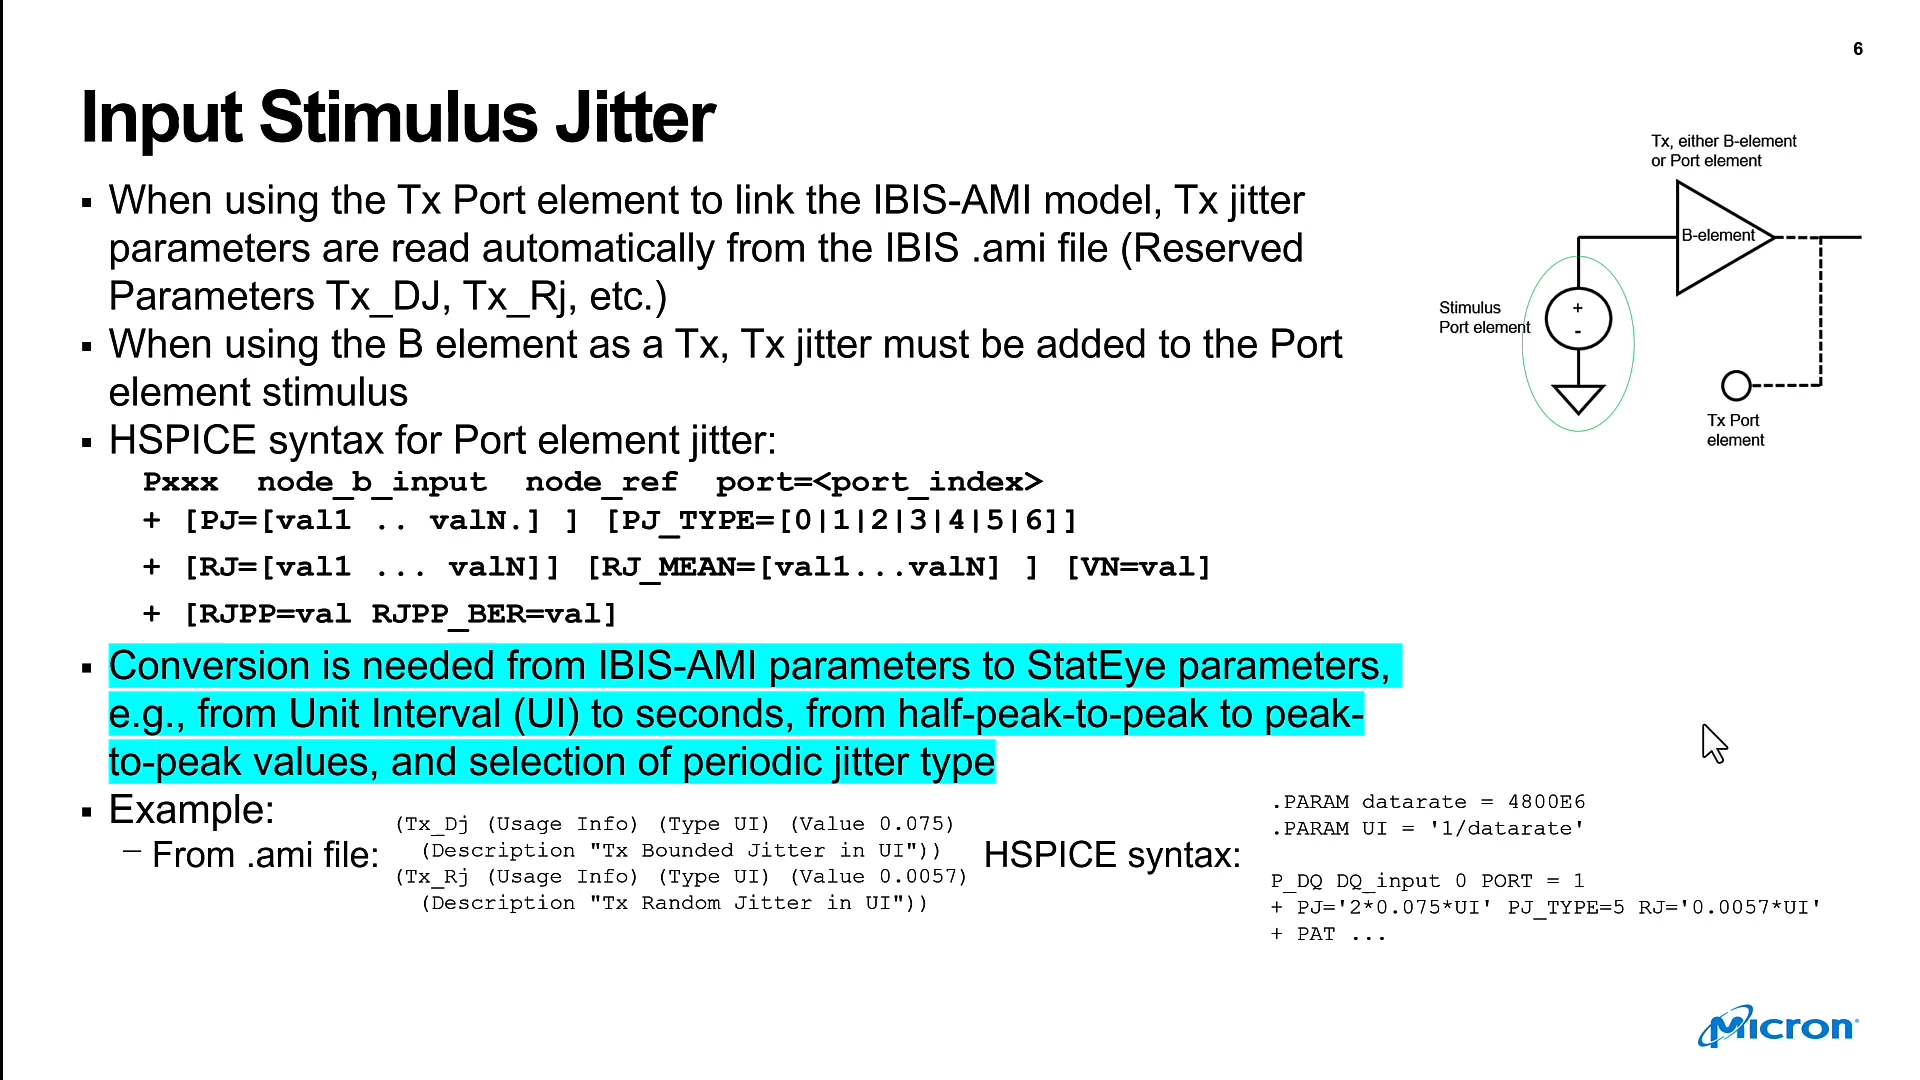 6
Input Stimulus Jitter
▪ When using the Tx Port element to link the IBIS-AMI model, Tx jitter
parameters are read automatically from the IBIS .ami file (Reserved
Parameters Tx_DJ, Tx_Rj, etc.)
▪ When using the B element as a Tx, Tx jitter must be added to the Port
element stimulus
▪ HSPICE syntax for Port element jitter:
Pxxx node_b_input node_ref port=<port_index>
+ [PJ=[val1 .. valN.] ] [PJ_TYPE=[0|1|2|3|4|5|6]]
+ [RJ=[val1 ... valN]] [RJ_MEAN=[val1...valN] ] [VN=val]
+ [RJPP=val RJPP_BER=val]
▪ Conversion is needed from IBIS-AMI parameters to StatEye parameters,
e.g., from Unit Interval (UI) to seconds, from half-peak-to-peak to peak-
to-peak values, and selection of periodic jitter type
▪ Example:
– From .ami file:
(Tx_Dj (Usage Info) (Type UI) (Value 0.075)
(Description "Tx Bounded Jitter in UI"))
(Tx_Rj (Usage Info) (Type UI) (Value 0.0057)
(Description "Tx Random Jitter in UI"))
HSPICE syntax:
.PARAM datarate = 4800E6
.PARAM UI = '1/datarate'
P_DQ DQ_input 0 PORT = 1
+ PJ='2*0.075*UI' PJ_TYPE=5 RJ='0.0057*UI'
+ PAT ...
Tx, either B-element
or Port element
B-element
Stimulus
Port element
+
-
Tx Port
element
Micron